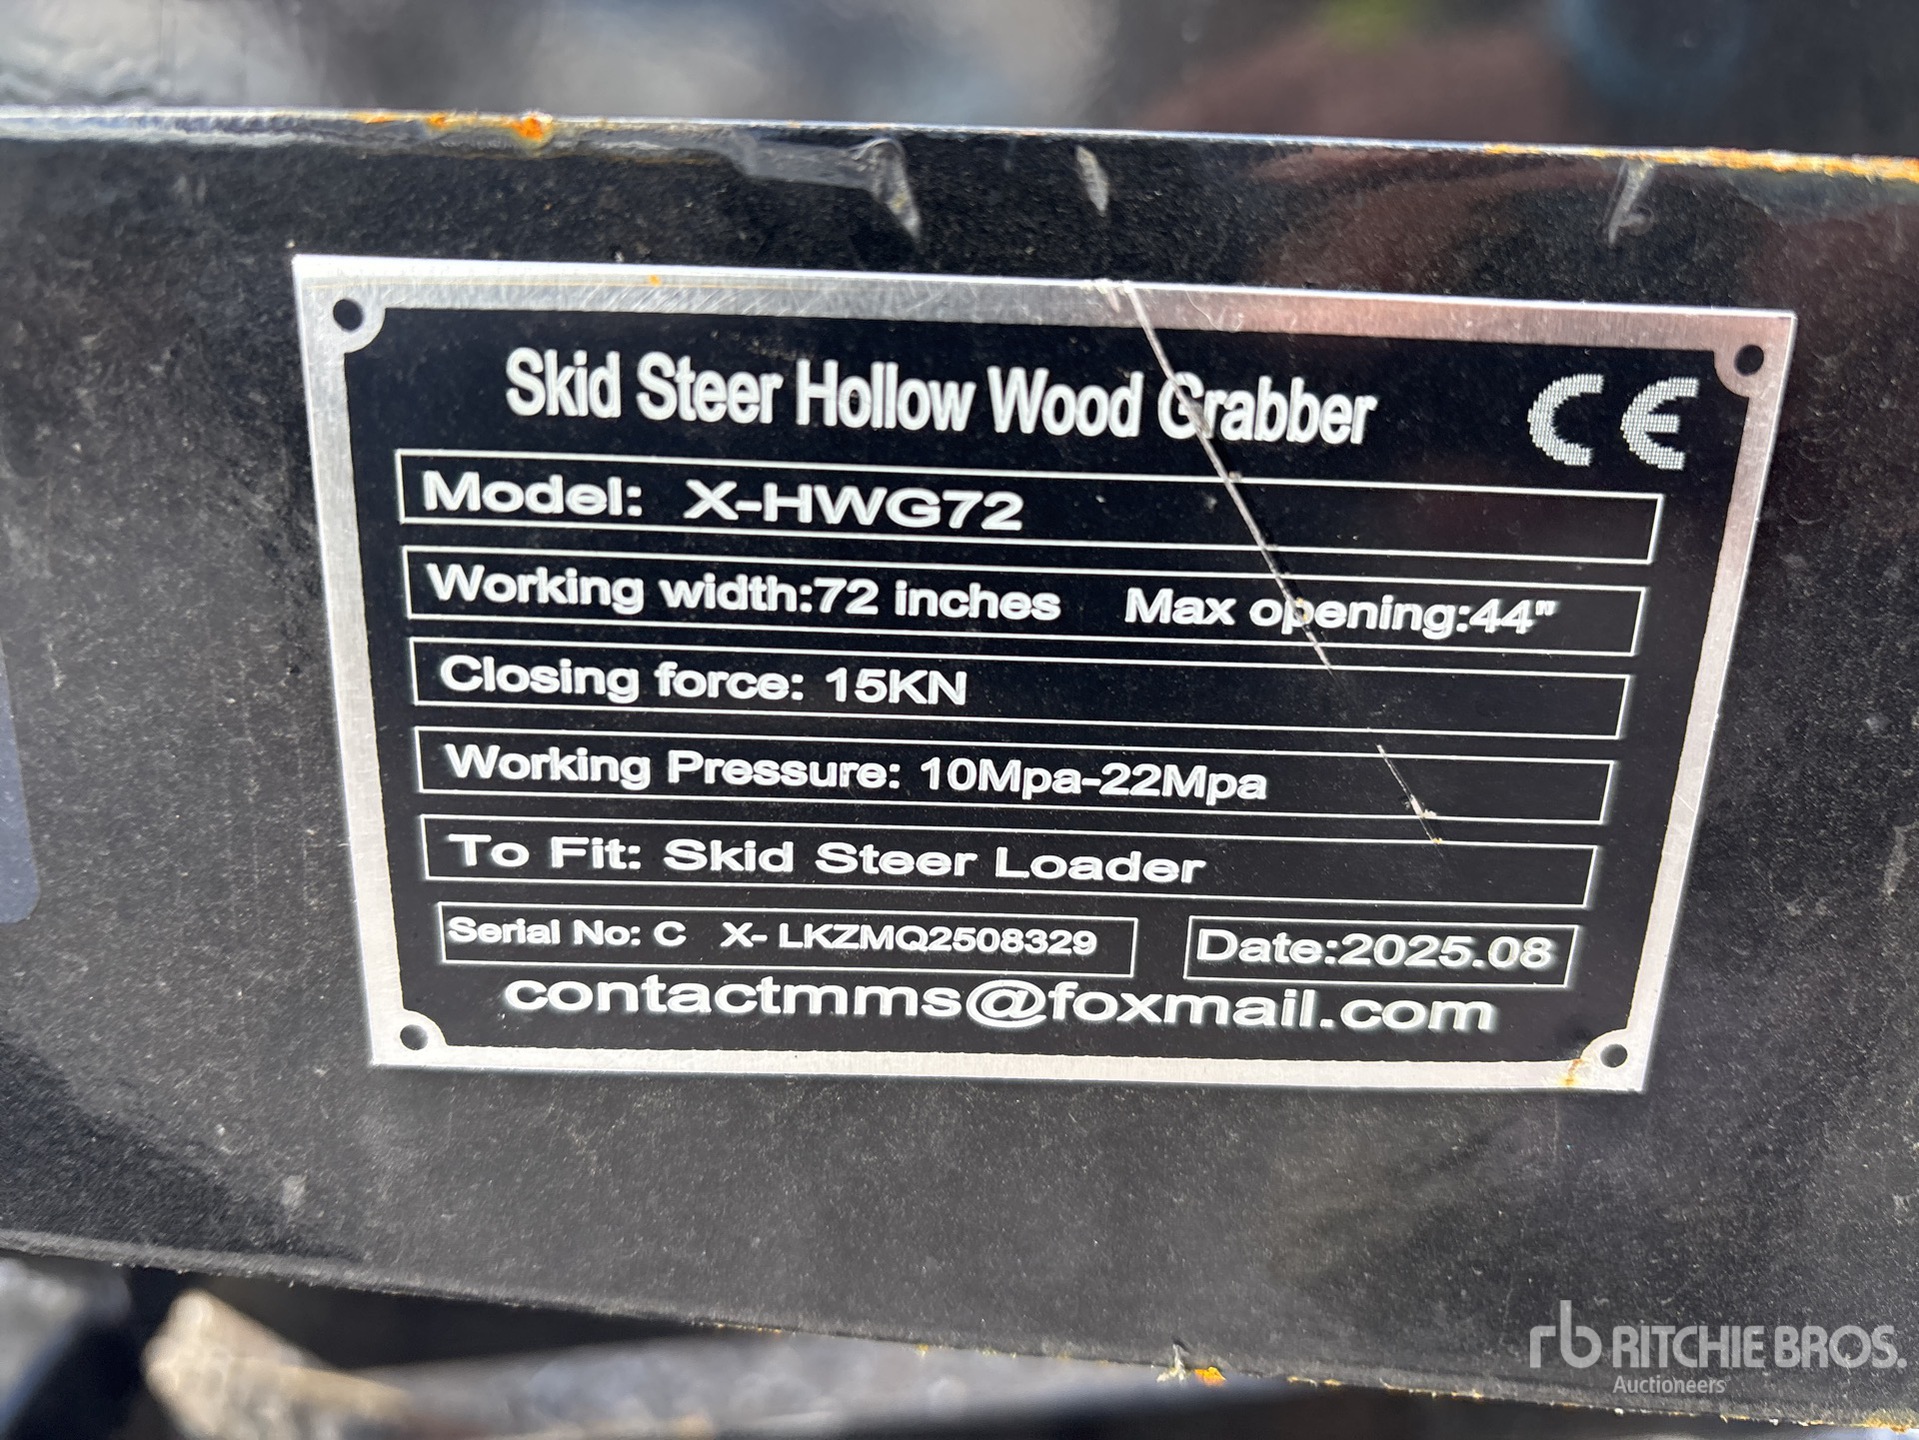 Skid Steer Hollow Wood Grabber CE
Model: X-HWG72
Working width:72 inches Max opening:44"
Closing force: 15KN
Working Pressure: 10Mpa-22Mpa
To Fit: Skid Steer Loader
Serial No: C X- LKZMQ2508329 Date:2025.08
contactmms@foxmail.com
rb RITCHIE BROS.
Auctioneers